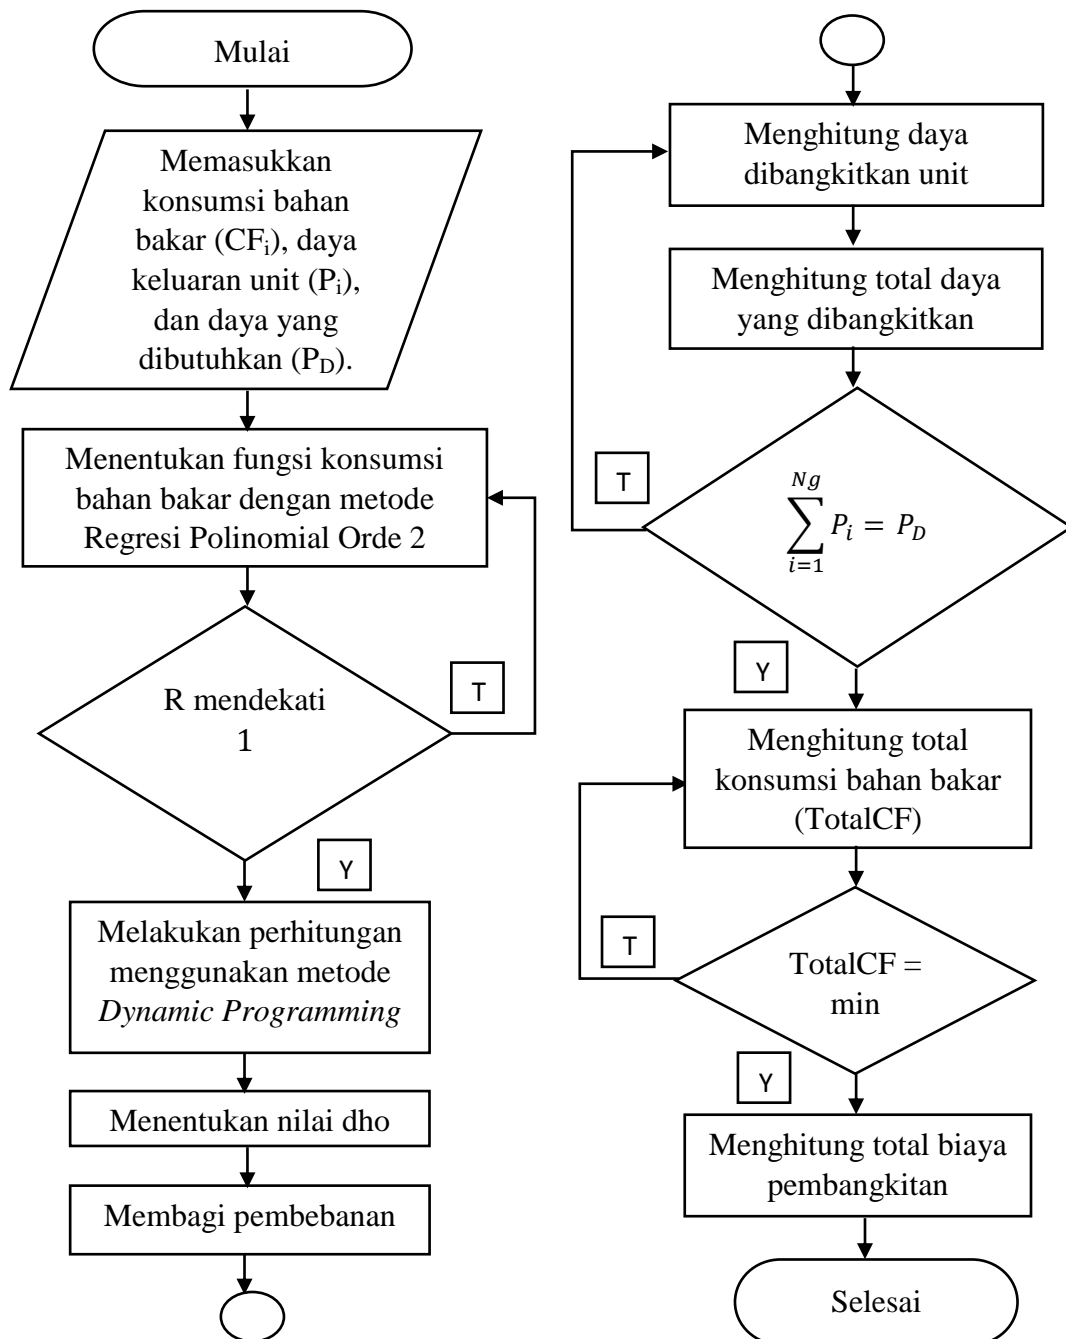 Mulai
Memasukkan
konsumsi bahan
bakar (CFᵢ), daya
keluaran unit (Pᵢ),
dan daya yang
dibutuhkan (P_D).
Menentukan fungsi konsumsi
bahan bakar dengan metode
Regresi Polinomial Orde 2
R mendekati
1
T
Y
Melakukan perhitungan
menggunakan metode
Dynamic Programming
Menentukan nilai dho
Membagi pembebanan
Menghitung daya
dibangkitkan unit
Menghitung total daya
yang dibangkitkan
T
∑_{i=1}^{Ng} P_i = P_D
Y
Menghitung total
konsumsi bahan bakar
(TotalCF)
T
TotalCF =
min
Y
Menghitung total biaya
pembangkitan
Selesai